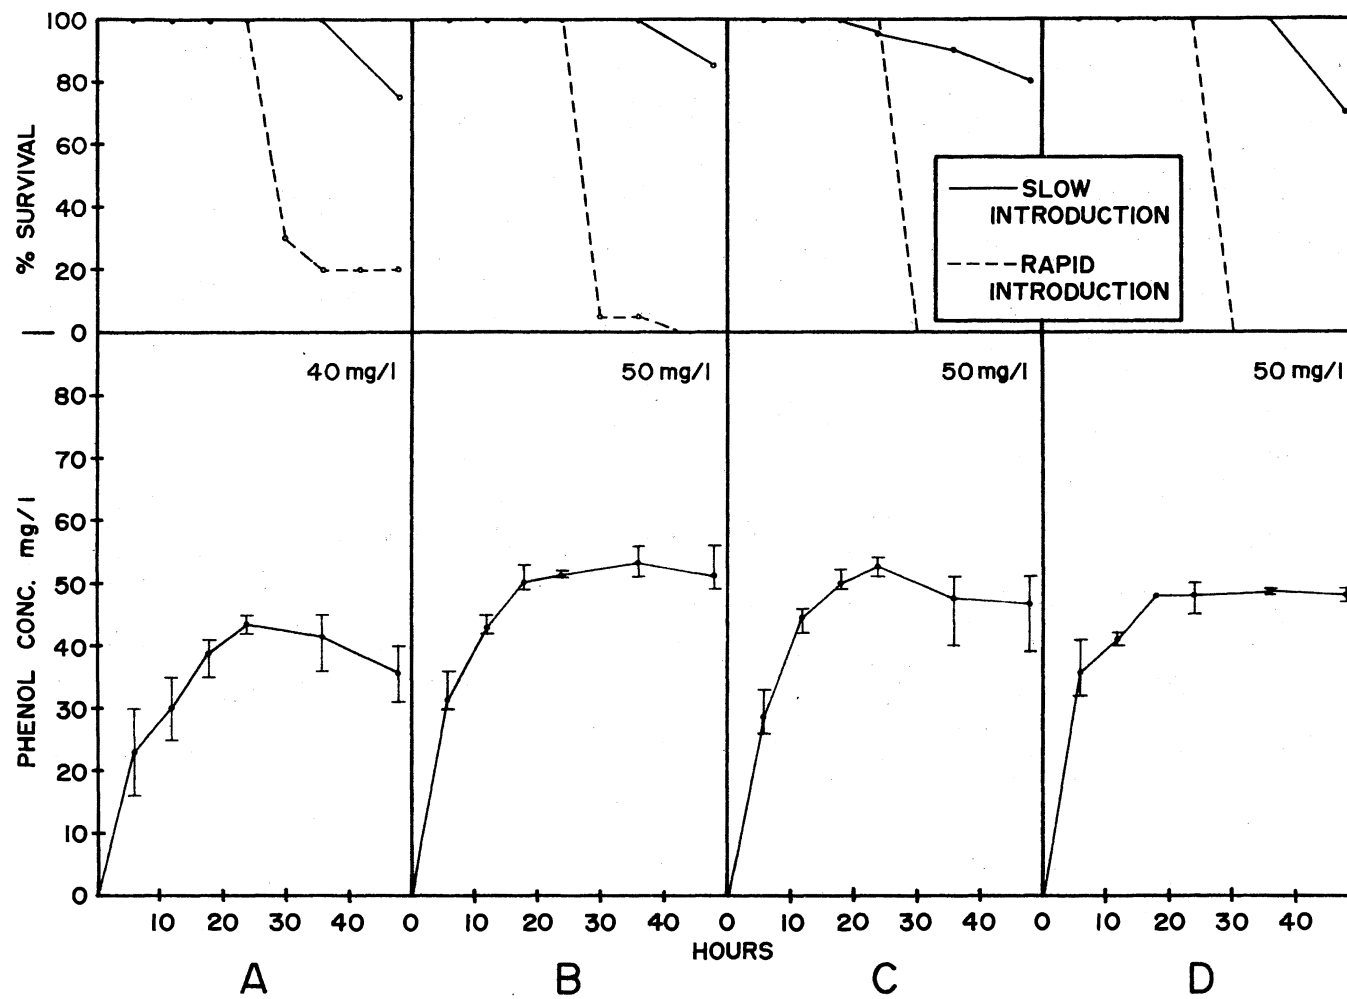 100
80
60
40
20
0
% SURVIVAL
SLOW
INTRODUCTION
RAPID
INTRODUCTION
40 mg/l
50 mg/l
50 mg/l
50 mg/l
80
70
60
50
40
30
20
10
0
PHENOL CONC. mg/l
10 20 30 40 0 10 20 30 40 0 10 20 30 40 0 10 20 30 40
HOURS
A B C D